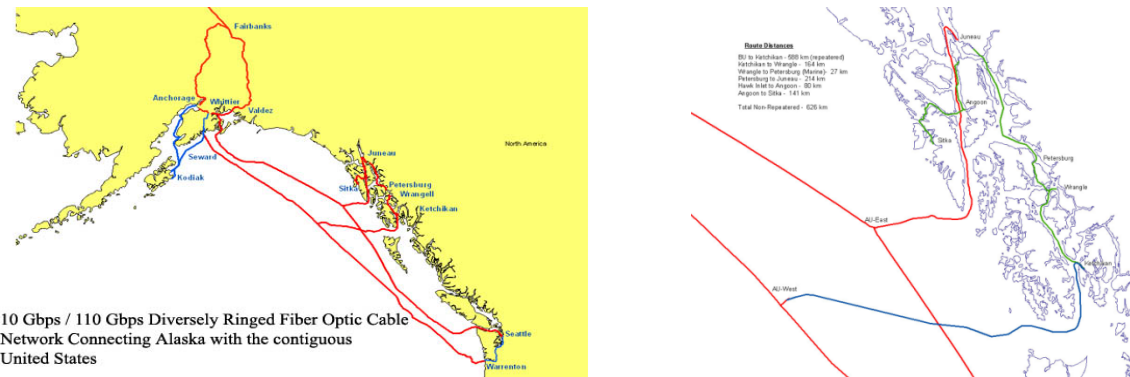 Fairbanks
Anchorage
Whittier
Valdez
Seward
Kodiak
North America
Juneau
Sitka
Petersburg
Wrangell
Ketchikan
Seattle
Warrenton
10 Gbps / 110 Gbps Diversely Ringed Fiber Optic Cable
Network Connecting Alaska with the contiguous
United States
Route Distances
BU to Ketchikan - 588 km (repeatered)
Ketchikan to Wrangle - 164 km
Wrangle to Petersburg (Marine)- 27 km
Petersburg to Juneau - 214 km
Hawk Inlet to Angoon - 80 km
Angoon to Sitka - 141 km
Total Non-Repeatered - 626 km
Juneau
Angoon
Sitka
Petersburg
Wrangle
AU-East
Ketchikan
AU-West